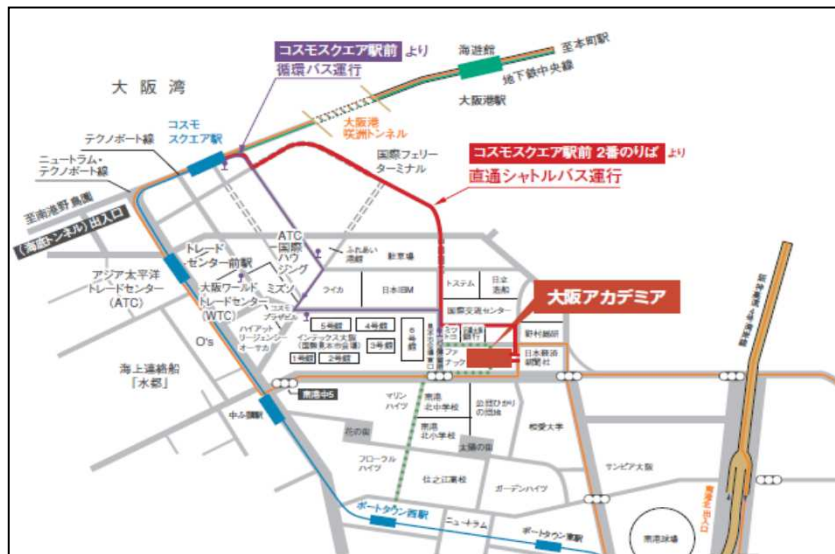 コスモスクエア駅前 より
循環バス運行
海遊館
至本町駅
地下鉄中央線
大阪港駅
大阪湾
コスモ
スクエア駅
大阪港
咲洲トンネル
テクノポート線
ニュートラム・
テクノポート線
国際フェリー
ターミナル
コスモスクエア駅前 2番のりば より
直通シャトルバス運行
至南港野鳥園
(海底トンネル)出入口
ATC
国際
ハウ
ジング
ふれあい
港館
駐車場
トレード
センター前駅
アジア太平洋
トレードセンター
(ATC)
大阪ワールド
トレードセンター
(WTC)
ミズノ
コスモ
プラザビル
フイカ
日本IBM
トステム
日立
造船
国際交流センター
大阪アカデミア
ハイアット
リージェンシー
オーサカ
O's
5号館
4号館
6号館
インテックス大阪
(国際見本市会場)
3号館
1号館
2号館
ファ
ナック
野村総研
日本経済
新聞社
海上連絡船
「水都」
南港中5
中ふ頭駅
マリン
ハイツ
南港
北中学校
公団ひかり
の団地
相愛大学
花の街
南港
北小学校
太陽の街
フローラル
ハイツ
住之江高校
ガーデンハイツ
サンピア大阪
南港北出入口
ポートタウン西駅
ニュートラム
ポートタウン東駅
南港球場